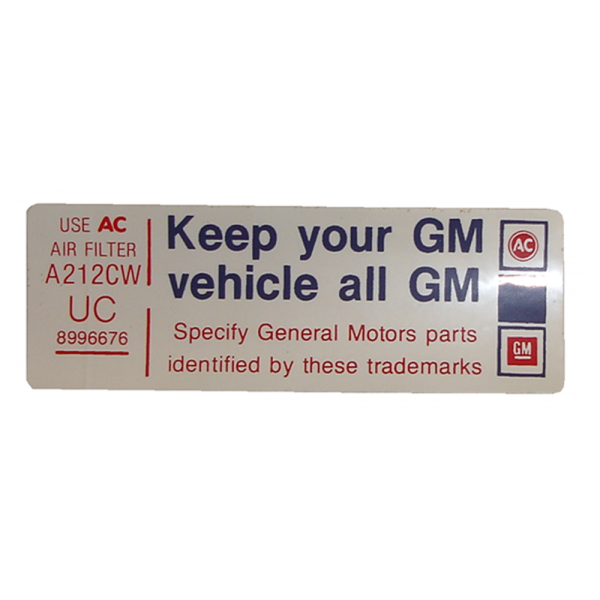 USE AC
AIR FILTER
A212CW
UC
8996676
Keep your GM
vehicle all GM
Specify General Motors parts
identified by these trademarks
AC
GM